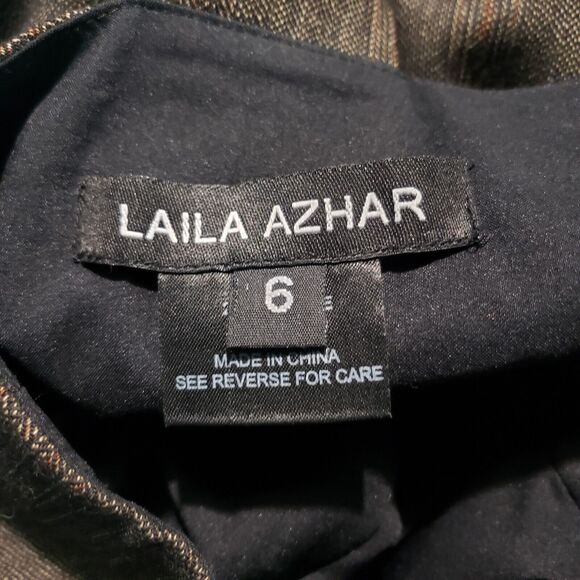 LAILA AZHAR
6
MADE IN CHINA
SEE REVERSE FOR CARE